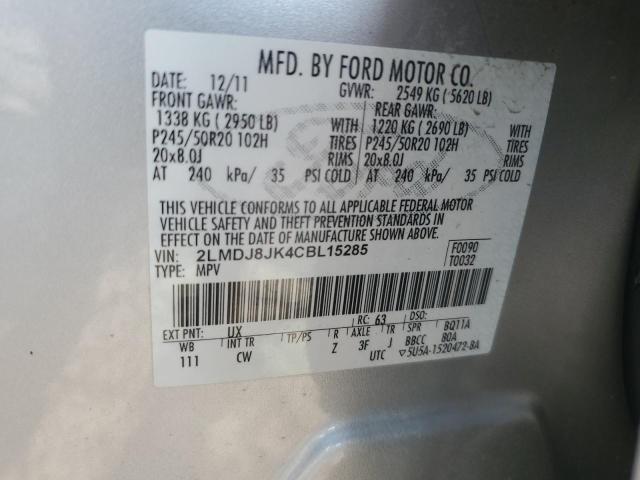 MFD. BY FORD MOTOR CO.
DATE: 12/11 GVWR: 2549 KG ( 5620 LB)
FRONT GAWR: REAR GAWR:
1338 KG ( 2950 LB) WITH 1220 KG ( 2690 LB) WITH
P245/50R20 102H TIRES P245/50R20 102H TIRES
20x8.0J RIMS 20x8.0J RIMS
AT 240 kPa/ 35 PSI COLD AT 240 kPa/ 35 PSI COLD
THIS VEHICLE CONFORMS TO ALL APPLICABLE FEDERAL MOTOR
VEHICLE SAFETY AND THEFT PREVENTION STANDARDS IN
EFFECT ON THE DATE OF MANUFACTURE SHOWN ABOVE.
VIN: 2LMDJ8JK4CBL15285 F0090
TYPE: MPV T0032
EXT PNT: UX RC: 63 DSO:
WB INT TR TP/PS R AXLE TR SPR BQ11A
111 CW Z 3F J BBCC B0A
UTC 5U5A-1520472-BA